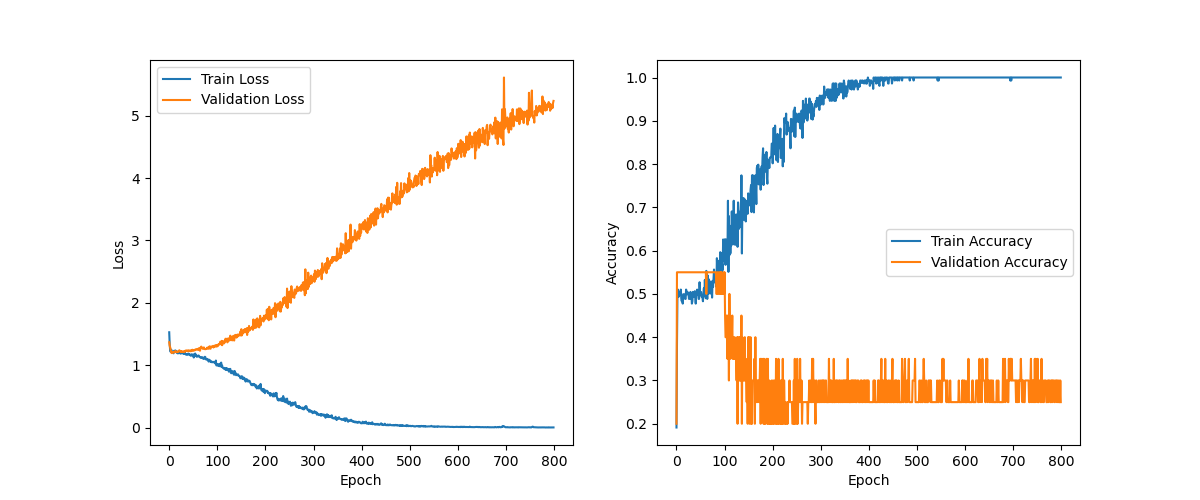 Train Loss
Validation Loss
5
4
3
2
1
0
Loss
0 100 200 300 400 500 600 700 800
Epoch
1.0
0.9
0.8
0.7
0.6
0.5
0.4
0.3
0.2
Accuracy
Train Accuracy
Validation Accuracy
0 100 200 300 400 500 600 700 800
Epoch